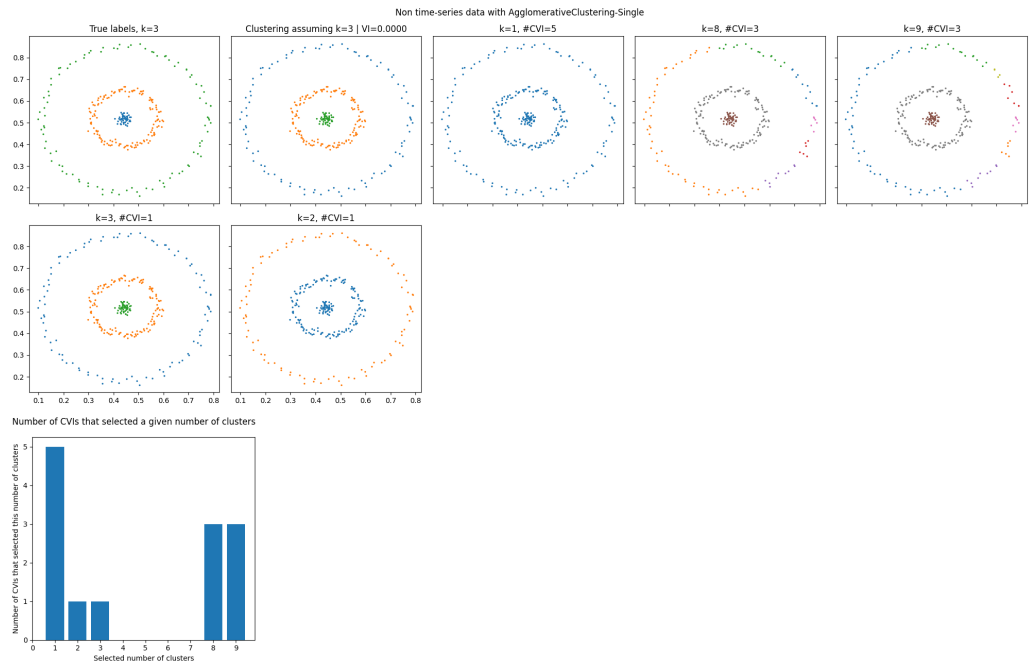 Non time-series data with AgglomerativeClustering-Single
True labels, k=3
Clustering assuming k=3 | VI=0.0000
k=1, #CVI=5
k=8, #CVI=3
k=9, #CVI=3
0.8
0.7
0.6
0.5
0.4
0.3
0.2
k=3, #CVI=1
k=2, #CVI=1
0.8
0.7
0.6
0.5
0.4
0.3
0.2
0.1 0.2 0.3 0.4 0.5 0.6 0.7 0.8
0.1 0.2 0.3 0.4 0.5 0.6 0.7 0.8
Number of CVIs that selected a given number of clusters
Number of CVIs that selected this number of clusters
5
4
3
2
1
0
0 1 2 3 4 5 6 7 8 9
Selected number of clusters